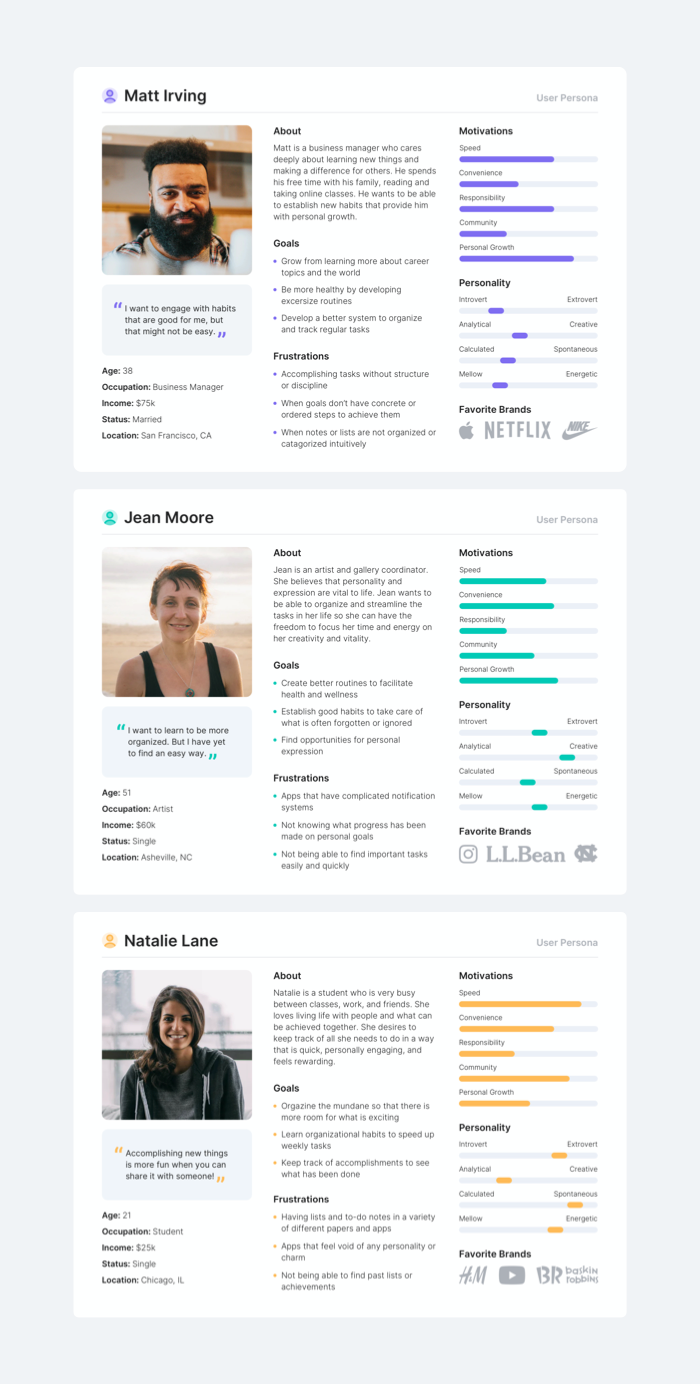 Matt Irving
User Persona
“ I want to engage with habits
that are good for me, but
that might not be easy. ”
Age: 38
Occupation: Business Manager
Income: $75k
Status: Married
Location: San Francisco, CA
About
Matt is a business manager who cares
deeply about learning new things and
making a difference for others. He spends
his free time with his family, reading and
taking online classes. He wants to be able
to establish new habits that provide him
with personal growth.
Goals
• Grow from learning more about career
topics and the world
• Be more healthy by developing
excersize routines
• Develop a better system to organize
and track regular tasks
Frustrations
• Accomplishing tasks without structure
or discipline
• When goals don’t have concrete or
ordered steps to achieve them
• When notes or lists are not organized or
catagorized intuitively
Motivations
Speed
Convenience
Responsibility
Community
Personal Growth
Personality
Introvert Extrovert
Analytical Creative
Calculated Spontaneous
Mellow Energetic
Favorite Brands
NETFLIX NIKE
Jean Moore
User Persona
“ I want to learn to be more
organized. But I have yet
to find an easy way. ”
Age: 51
Occupation: Artist
Income: $60k
Status: Single
Location: Asheville, NC
About
Jean is an artist and gallery coordinator.
She believes that personality and
expression are vital to life. Jean wants to
be able to organize and streamline the
tasks in her life so she can have the
freedom to focus her time and energy on
her creativity and vitality.
Goals
• Create better routines to facilitate
health and wellness
• Establish good habits to take care of
what is often forgotten or ignored
• Find opportunities for personal
expression
Frustrations
• Apps that have complicated notification
systems
• Not knowing what progress has been
made on personal goals
• Not being able to find important tasks
easily and quickly
Motivations
Speed
Convenience
Responsibility
Community
Personal Growth
Personality
Introvert Extrovert
Analytical Creative
Calculated Spontaneous
Mellow Energetic
Favorite Brands
L.L.Bean NC
Natalie Lane
User Persona
“ Accomplishing new things
is more fun when you can
share it with someone! ”
Age: 21
Occupation: Student
Income: $25k
Status: Single
Location: Chicago, IL
About
Natalie is a student who is very busy
between classes, work, and friends. She
loves living life with people and what can
be achieved together. She desires to
keep track of all she needs to do in a way
that is quick, personally engaging, and
feels rewarding.
Goals
• Orgazine the mundane so that there is
more room for what is exciting
• Learn organizational habits to speed up
weekly tasks
• Keep track of accomplishments to see
what has been done
Frustrations
• Having lists and to-do notes in a variety
of different papers and apps
• Apps that feel void of any personality or
charm
• Not being able to find past lists or
achievements
Motivations
Speed
Convenience
Responsibility
Community
Personal Growth
Personality
Introvert Extrovert
Analytical Creative
Calculated Spontaneous
Mellow Energetic
Favorite Brands
H&M BR baskin
robbins